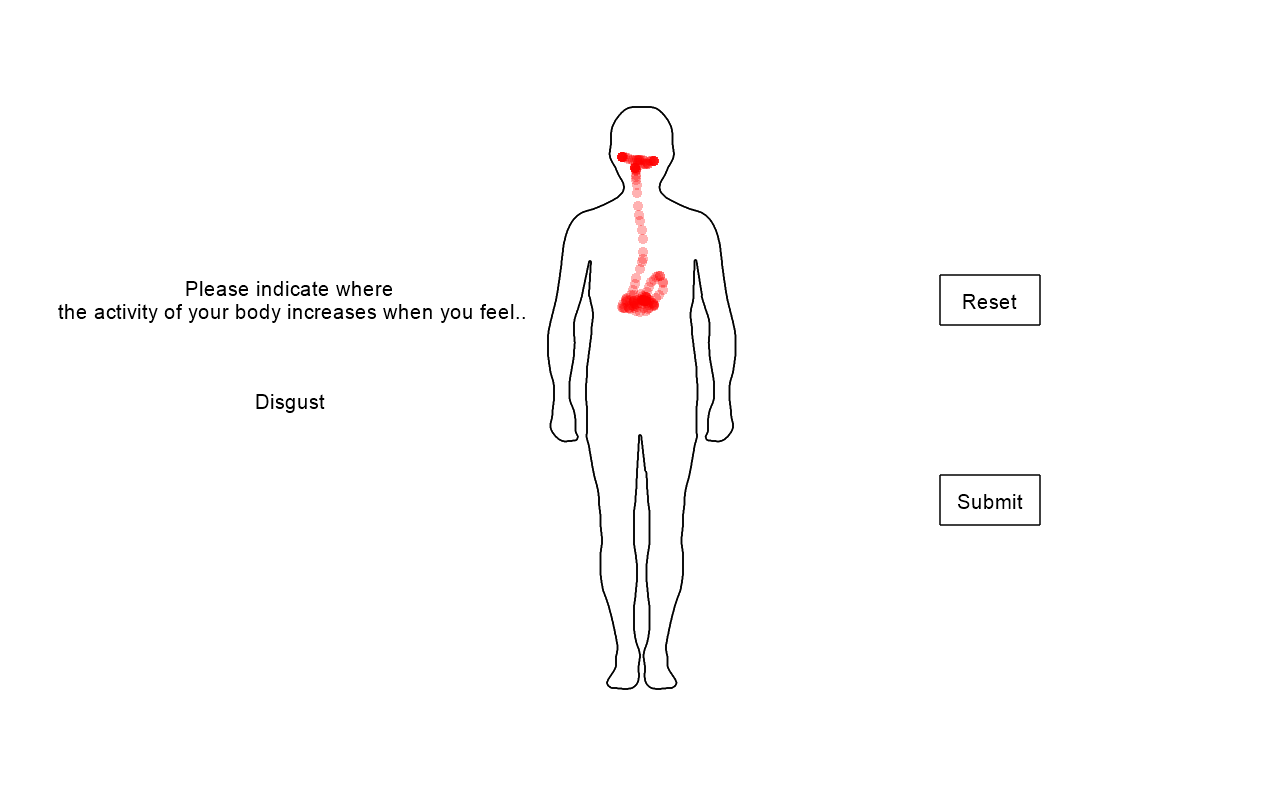 Please indicate where
the activity of your body increases when you feel..
Disgust
Reset
Submit